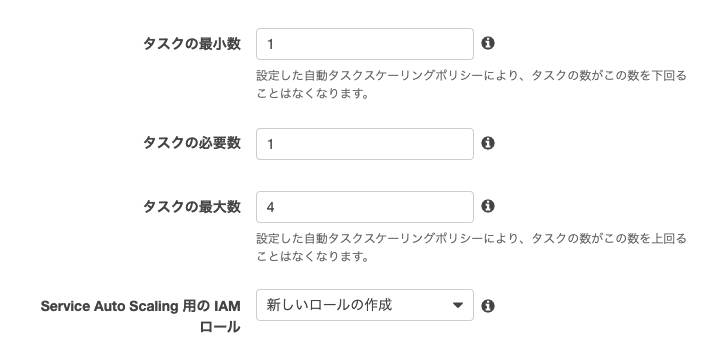 タスクの最小数 1
設定した自動タスクスケーリングポリシーにより、タスクの数がこの数を下回る
ことはなくなります。
タスクの必要数 1
タスクの最大数 4
設定した自動タスクスケーリングポリシーにより、タスクの数がこの数を上回る
ことはなくなります。
Service Auto Scaling 用の IAM 新しいロールの作成
ロール